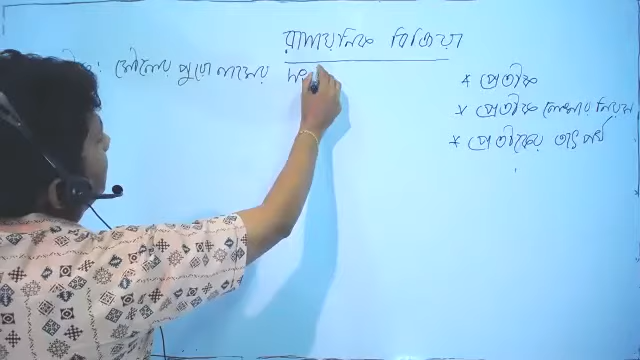 রাসায়নিক বিক্রিয়া
মৌলের পুরো নামের সং
* প্রতীক
* প্রতীক লেখার নিয়ম
* প্রতীকের তাৎপর্য